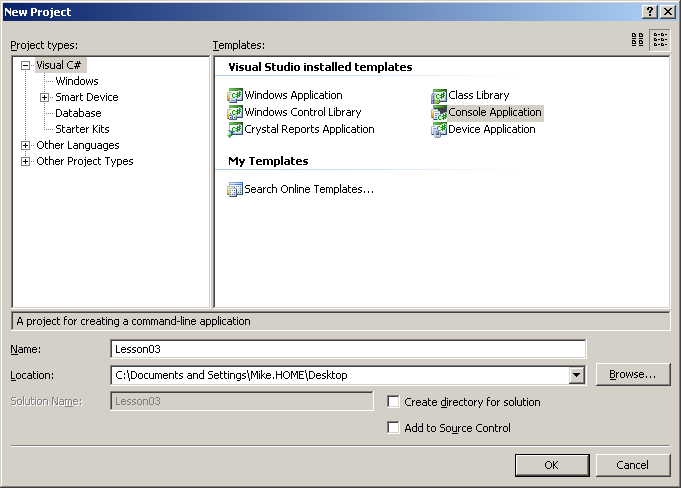 New Project
Project types:
Templates:
Visual C#
Windows
Smart Device
Database
Starter Kits
Other Languages
Other Project Types
Visual Studio installed templates
Windows Application
Class Library
Windows Control Library
Console Application
Crystal Reports Application
Device Application
My Templates
Search Online Templates...
A project for creating a command-line application
Name:
Lesson03
Location:
C:\Documents and Settings\Mike.HOME\Desktop
Browse...
Solution Name:
Lesson03
Create directory for solution
Add to Source Control
OK
Cancel